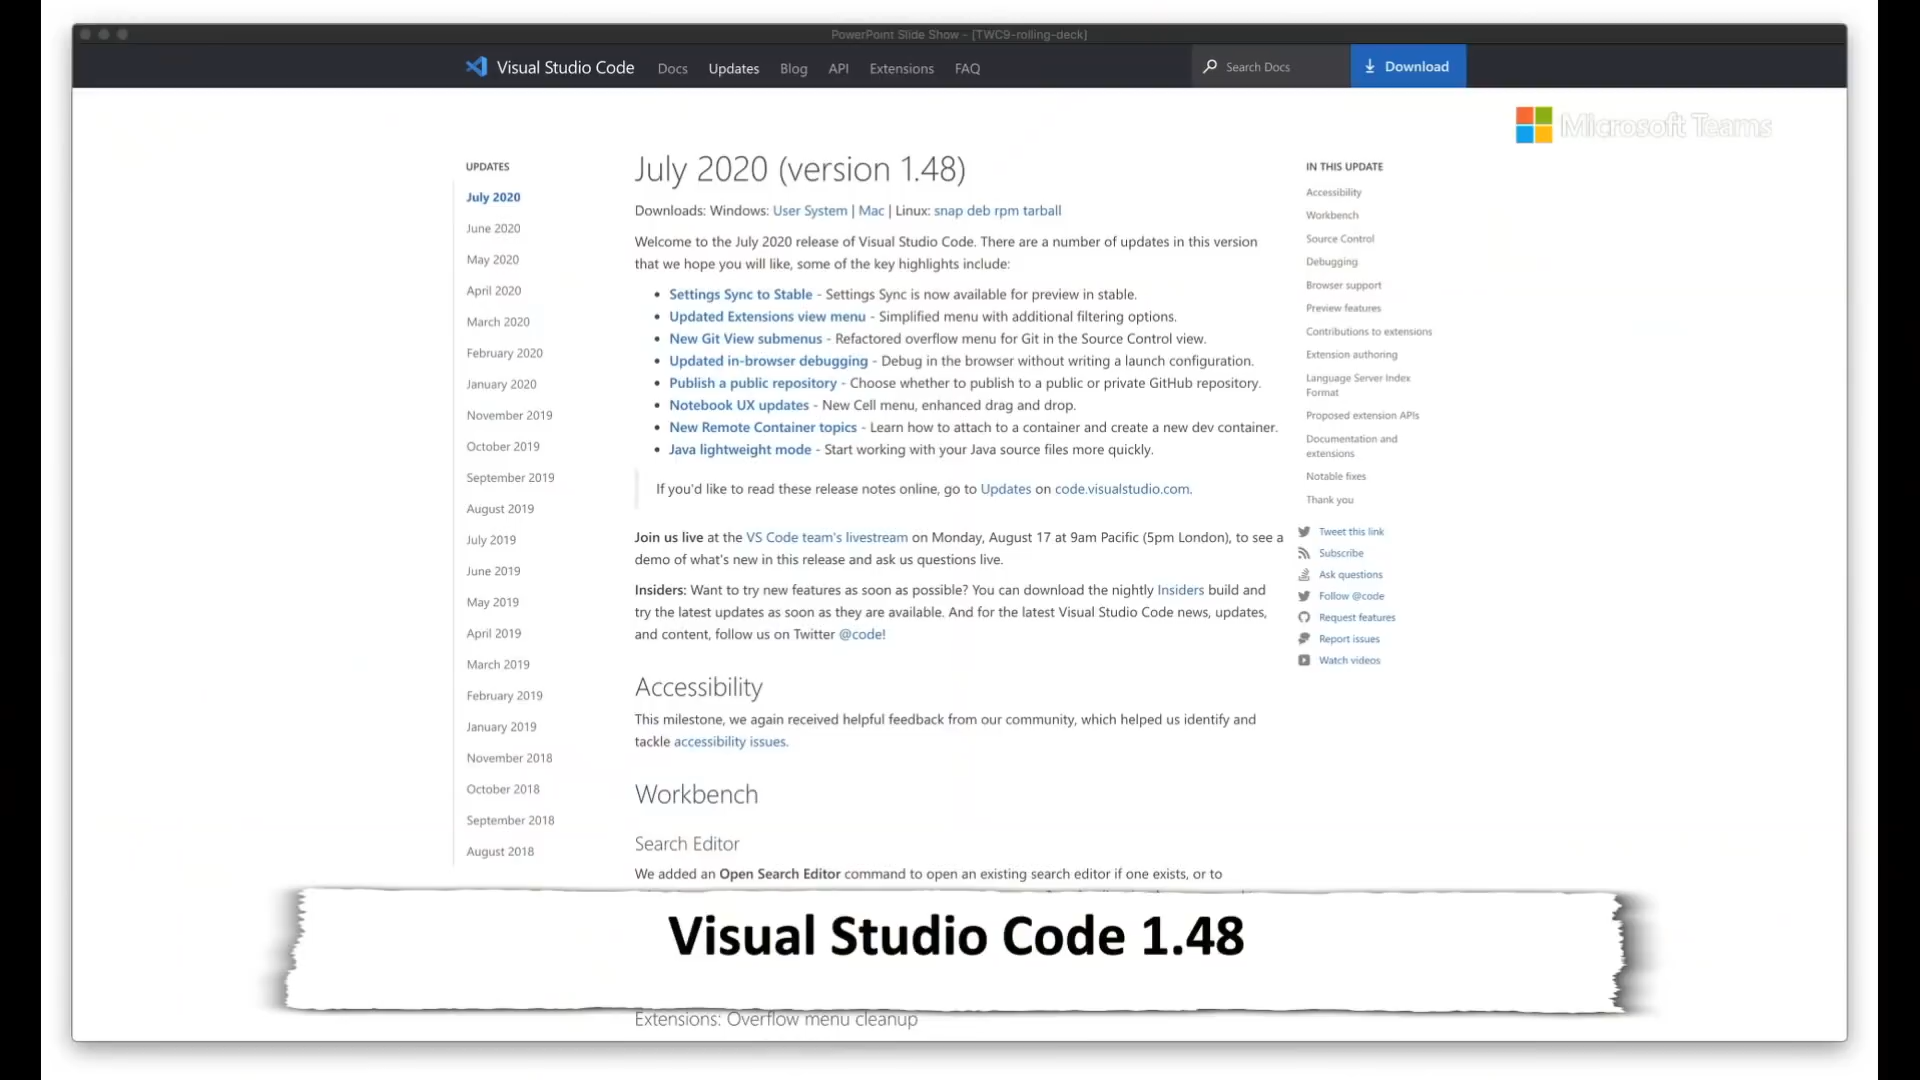 PowerPoint Slide Show - [TWC9-rolling-deck]
Visual Studio Code Docs Updates Blog API Extensions FAQ Search Docs Download
Microsoft Teams
UPDATES
July 2020
June 2020
May 2020
April 2020
March 2020
February 2020
January 2020
November 2019
October 2019
September 2019
August 2019
July 2019
June 2019
May 2019
April 2019
March 2019
February 2019
January 2019
November 2018
October 2018
September 2018
August 2018
July 2020 (version 1.48)
Downloads: Windows: User System | Mac | Linux: snap deb rpm tarball
Welcome to the July 2020 release of Visual Studio Code. There are a number of updates in this version
that we hope you will like, some of the key highlights include:
• Settings Sync to Stable - Settings Sync is now available for preview in stable.
• Updated Extensions view menu - Simplified menu with additional filtering options.
• New Git View submenus - Refactored overflow menu for Git in the Source Control view.
• Updated in-browser debugging - Debug in the browser without writing a launch configuration.
• Publish a public repository - Choose whether to publish to a public or private GitHub repository.
• Notebook UX updates - New Cell menu, enhanced drag and drop.
• New Remote Container topics - Learn how to attach to a container and create a new dev container.
• Java lightweight mode - Start working with your Java source files more quickly.
If you'd like to read these release notes online, go to Updates on code.visualstudio.com.
Join us live at the VS Code team's livestream on Monday, August 17 at 9am Pacific (5pm London), to see a
demo of what's new in this release and ask us questions live.
Insiders: Want to try new features as soon as possible? You can download the nightly Insiders build and
try the latest updates as soon as they are available. And for the latest Visual Studio Code news, updates,
and content, follow us on Twitter @code!
Accessibility
This milestone, we again received helpful feedback from our community, which helped us identify and
tackle accessibility issues.
Workbench
Search Editor
We added an Open Search Editor command to open an existing search editor if one exists, or to
Extensions: Overflow menu cleanup
IN THIS UPDATE
Accessibility
Workbench
Source Control
Debugging
Browser support
Preview features
Contributions to extensions
Extension authoring
Language Server Index
Format
Proposed extension APIs
Documentation and
extensions
Notable fixes
Thank you
Tweet this link
Subscribe
Ask questions
Follow @code
Request features
Report issues
Watch videos
Visual Studio Code 1.48